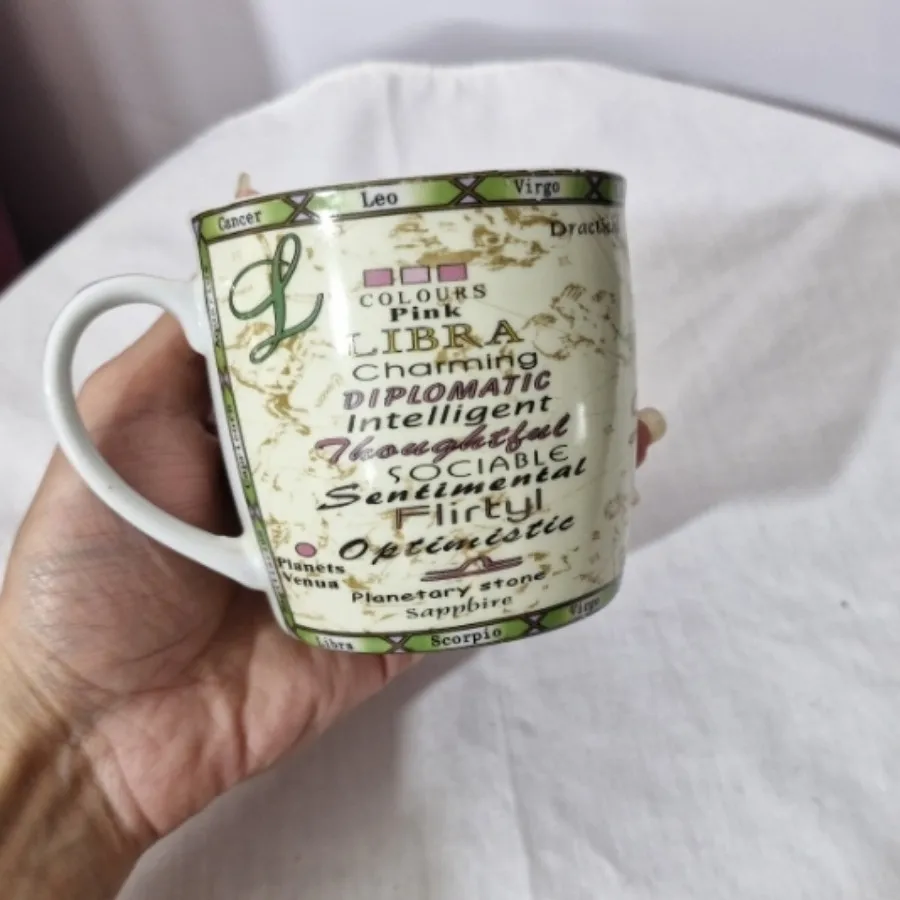 Cancer Leo Virgo
L
COLOURS
Pink
LIBRA
Charming
DIPLOMATIC
Intelligent
Thoughtful
SOCIABLE
Sentimental
Flirtyl
Optimistic
Planets
Venua
Planetary stone
Sapphire
Libra Scorpio Virgo